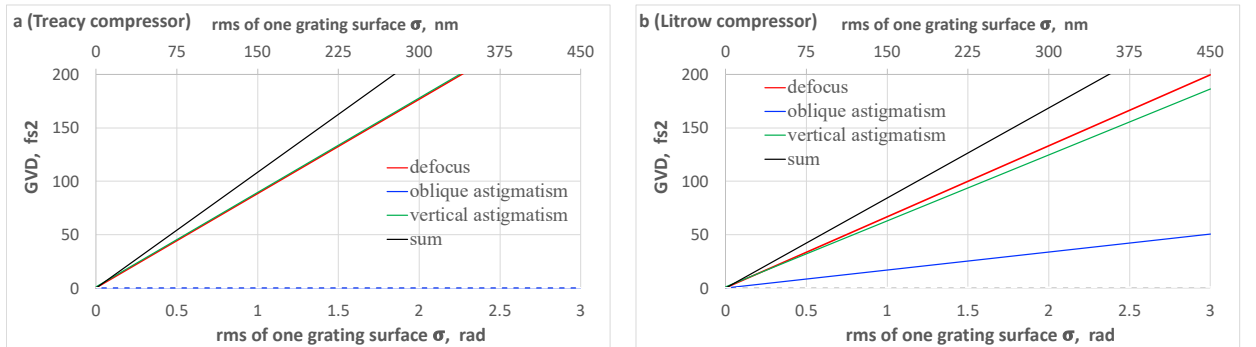 a (Treacy compressor)
rms of one grating surface σ, nm
0 75 150 225 300 375 450
200
150
100
50
0
GVD, fs2
defocus
oblique astigmatism
vertical astigmatism
sum
0 0.5 1 1.5 2 2.5 3
rms of one grating surface σ, rad
b (Litrow compressor)
rms of one grating surface σ, nm
0 75 150 225 300 375 450
200
150
100
50
0
GVD, fs2
defocus
oblique astigmatism
vertical astigmatism
sum
0 0.5 1 1.5 2 2.5 3
rms of one grating surface σ, rad